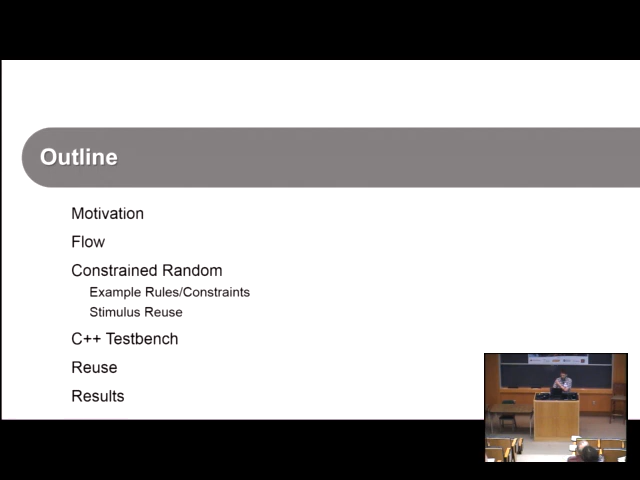 Outline
Motivation
Flow
Constrained Random
Example Rules/Constraints
Stimulus Reuse
C++ Testbench
Reuse
Results